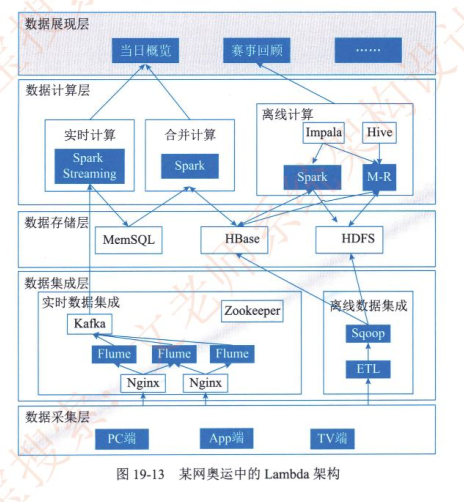 数据展现层
当日概览
赛事回顾
……
数据计算层
实时计算
Spark
Streaming
合并计算
Spark
离线计算
Impala
Hive
Spark
M-R
数据存储层
MemSQL
HBase
HDFS
数据集成层
实时数据集成
Kafka
Zookeeper
Flume
Flume
Flume
Nginx
Nginx
离线数据集成
Sqoop
ETL
数据采集层
PC端
App端
TV端
图 19-13 某网奥运中的 Lambda 架构